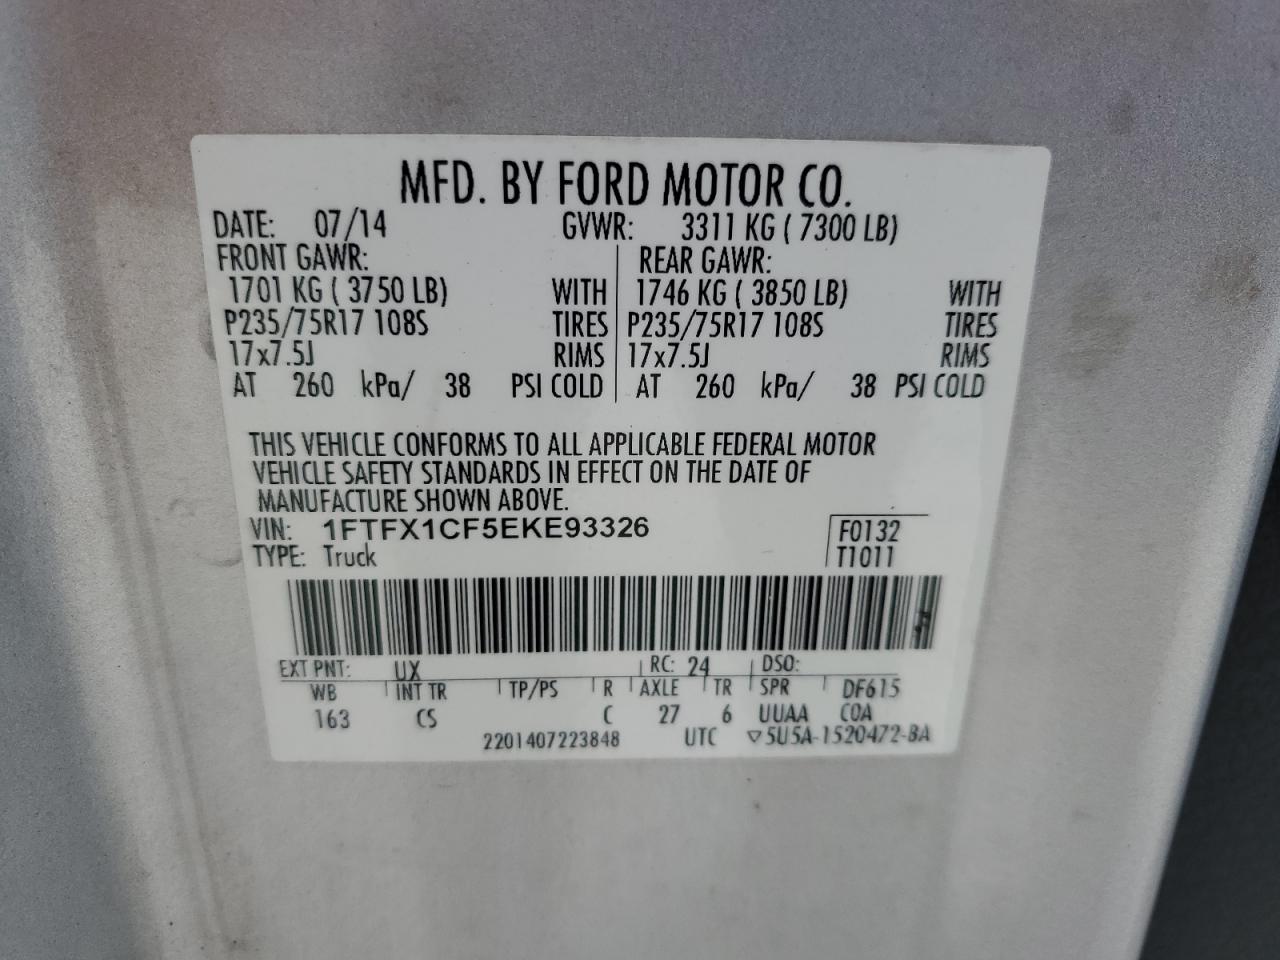 MFD. BY FORD MOTOR CO.
DATE: 07/14 GVWR: 3311 KG ( 7300 LB)
FRONT GAWR: REAR GAWR:
1701 KG ( 3750 LB) WITH 1746 KG ( 3850 LB) WITH
P235/75R17 108S TIRES P235/75R17 108S TIRES
17x7.5J RIMS 17x7.5J RIMS
AT 260 kPa/ 38 PSI COLD AT 260 kPa/ 38 PSI COLD
THIS VEHICLE CONFORMS TO ALL APPLICABLE FEDERAL MOTOR
VEHICLE SAFETY STANDARDS IN EFFECT ON THE DATE OF
MANUFACTURE SHOWN ABOVE.
VIN: 1FTFX1CF5EKE93326 F0132
TYPE: Truck T1011
EXT PNT: UX RC: 24 DSO:
WB INT TR TP/PS R AXLE TR SPR DF615
163 CS C 27 6 UUAA COA
2201407223848 UTC ▽5U5A-1520472-BA